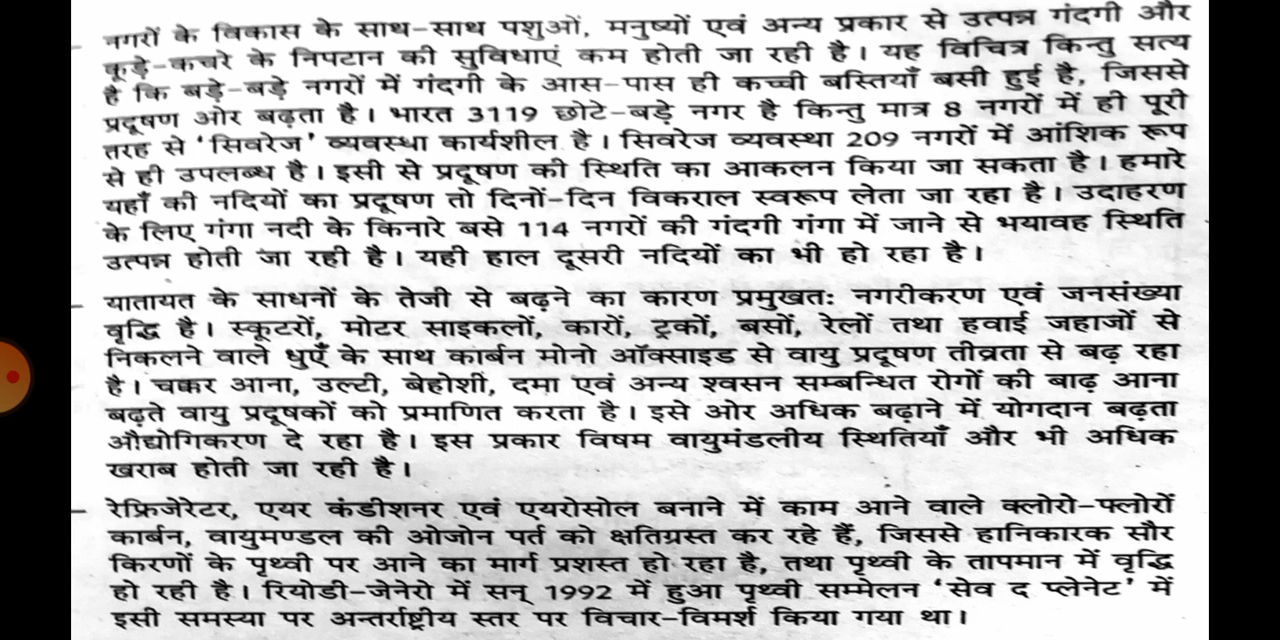 नगरों के विकास के साथ-साथ पशुओं, मनुष्यों एवं अन्य प्रकार से उत्पन्न गंदगी और
कूड़े-कचरे के निपटान की सुविधाएं कम होती जा रही है। यह विचित्र किन्तु सत्य
है कि बड़े-बड़े नगरों में गंदगी के आस-पास ही कच्ची बस्तियाँ बसी हुई है, जिससे
प्रदूषण ओर बढ़ता है। भारत 3119 छोटे-बड़े नगर है किन्तु मात्र 8 नगरों में ही पूरी
तरह से ‘सिवरेज’ व्यवस्था कार्यशील है। सिवरेज व्यवस्था 209 नगरों में आंशिक रूप
से ही उपलब्ध है। इसी से प्रदूषण की स्थिति का आकलन किया जा सकता है। हमारे
यहाँ की नदियों का प्रदूषण तो दिनों-दिन विकराल स्वरूप लेता जा रहा है। उदाहरण
के लिए गंगा नदी के किनारे बसे 114 नगरों की गंदगी गंगा में जाने से भयावह स्थिति
उत्पन्न होती जा रही है। यही हाल दूसरी नदियों का भी हो रहा है।
- यातायत के साधनों के तेजी से बढ़ने का कारण प्रमुखतः नगरीकरण एवं जनसंख्या
वृद्धि है। स्कूटरों, मोटर साइकलों, कारों, ट्रकों, बसों, रेलों तथा हवाई जहाजों से
निकलने वाले धुएँ के साथ कार्बन मोनो ऑक्साइड से वायु प्रदूषण तीव्रता से बढ़ रहा
है। चक्कर आना, उल्टी, बेहोशी, दमा एवं अन्य श्वसन सम्बन्धित रोगों की बाढ़ आना
बढ़ते वायु प्रदूषकों को प्रमाणित करता है। इसे ओर अधिक बढ़ाने में योगदान बढ़ता
औद्योगिकरण दे रहा है। इस प्रकार विषम वायुमंडलीय स्थितियाँ और भी अधिक
खराब होती जा रही है।
- रेफ्रिजेरेटर, एयर कंडीशनर एवं एयरोसोल बनाने में काम आने वाले क्लोरो-फ्लोरों
कार्बन, वायुमण्डल की ओजोन पर्त को क्षतिग्रस्त कर रहे हैं, जिससे हानिकारक सौर
किरणों के पृथ्वी पर आने का मार्ग प्रशस्त हो रहा है, तथा पृथ्वी के तापमान में वृद्धि
हो रही है। रियोडी-जेनेरो में सन् 1992 में हुआ पृथ्वी सम्मेलन ‘सेव द प्लेनेट’ में
इसी समस्या पर अन्तर्राष्ट्रीय स्तर पर विचार-विमर्श किया गया था।